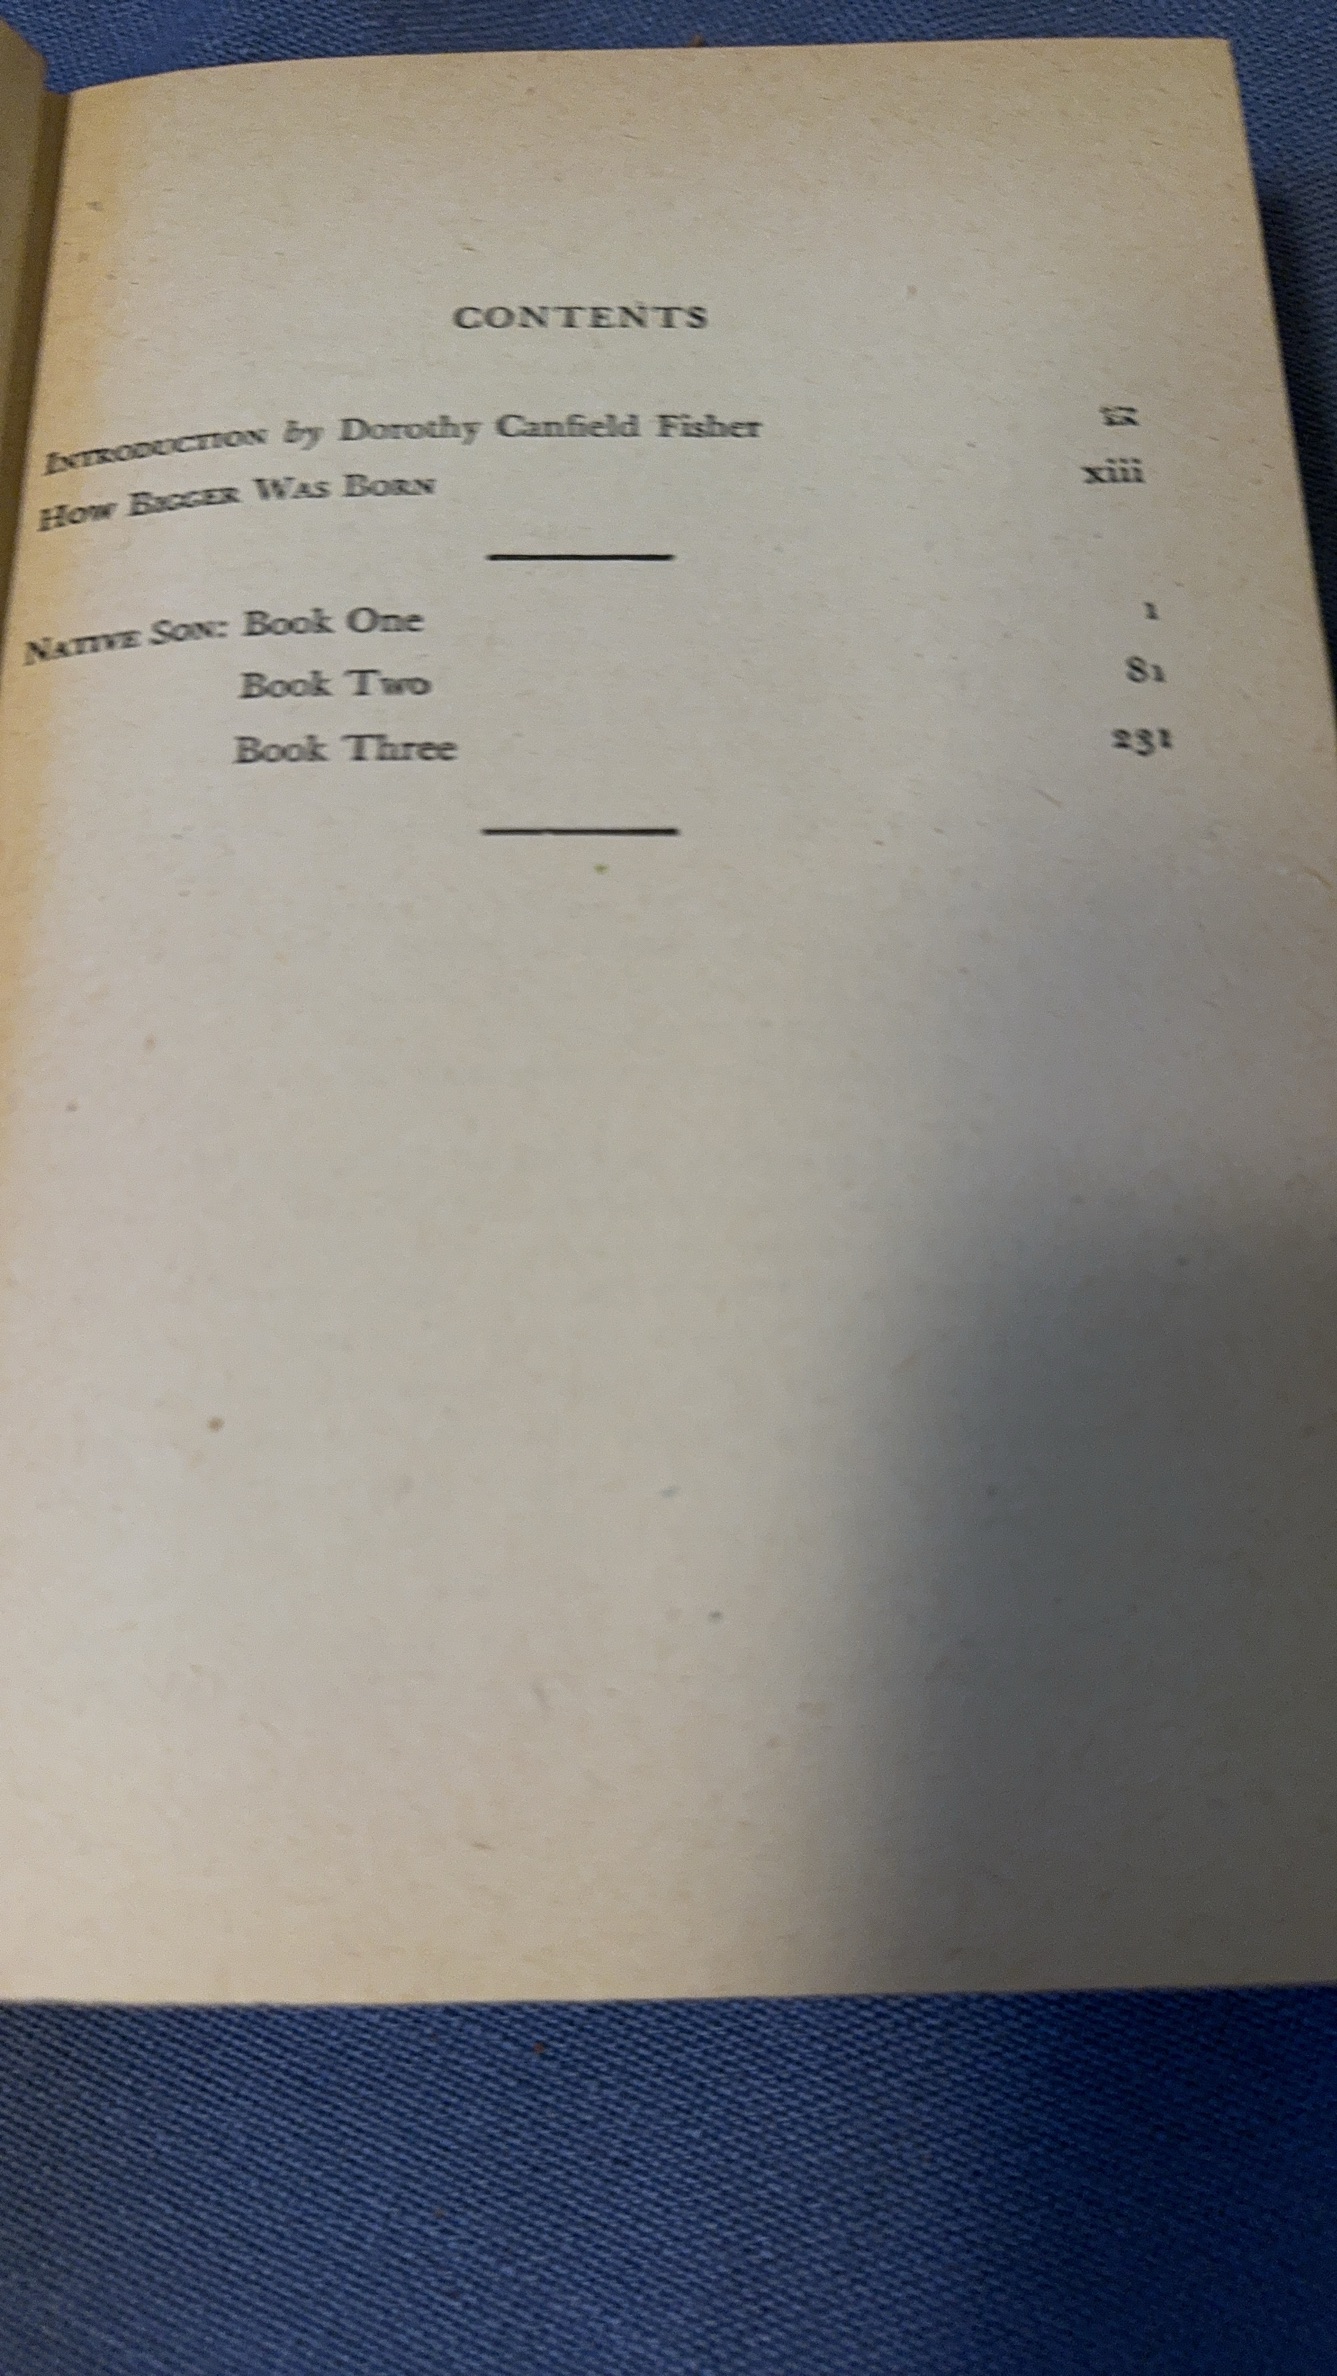 CONTENTS
INTRODUCTION by Dorothy Canfield Fisher ix
HOW BIGGER WAS BORN xiii
NATIVE SON: Book One 1
Book Two 81
Book Three 231